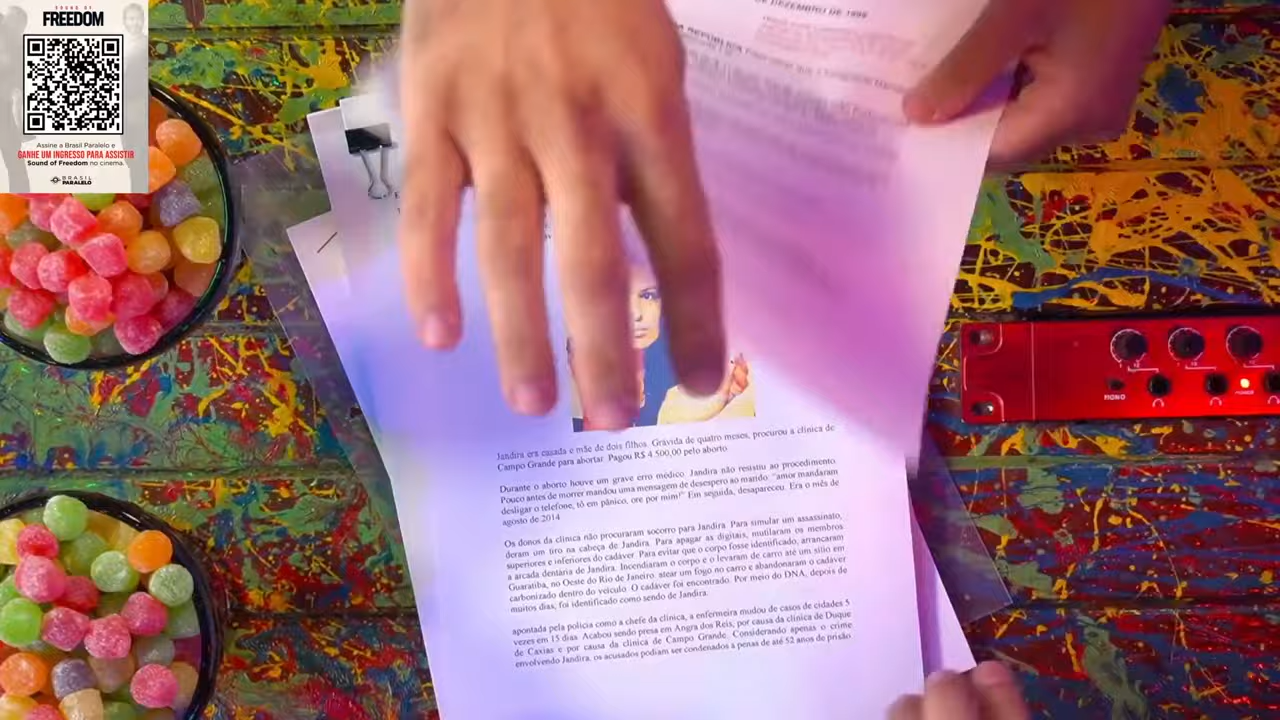 SOUND OF
FREEDOM
Assine a Brasil Paralelo e
GANHE UM INGRESSO PARA ASSISTIR
Sound of Freedom no cinema.
BRASIL
PARALELO
DE DEZEMBRO DE 1996
Jandira era casada e mãe de dois filhos. Grávida de quatro meses, procurou a clínica de
Campo Grande para abortar. Pagou R$ 4.500,00 pelo aborto.
Durante o aborto houve um grave erro médico. Jandira não resistiu ao procedimento.
Pouco antes de morrer mandou uma mensagem de desespero ao marido: "amor mandaram
desligar o telefone, tô em pânico, ore por mim!" Em seguida, desapareceu. Era o mês de
agosto de 2014.
Os donos da clínica não procuraram socorro para Jandira. Para simular um assassinato,
deram um tiro na cabeça de Jandira. Para apagar as digitais, mutilaram os membros
superiores e inferiores do cadáver. Para evitar que o corpo fosse identificado, arrancaram
a arcada dentária de Jandira. Incendiaram o corpo e o levaram de carro até um sítio em
Guaratiba, no Oeste do Rio de Janeiro, atear um fogo no carro e abandonaram o cadáver
carbonizado dentro do veículo. O cadáver foi encontrado. Por meio do DNA, depois de
muitos dias, foi identificado como sendo de Jandira.
apontada pela polícia como a chefe da clínica, a enfermeira mudou de casos de cidades 5
vezes em 15 dias. Acabou sendo presa em Angra dos Reis, por causa da clínica de Duque
de Caxias e por causa da clínica de Campo Grande. Considerando apenas o crime
envolvendo Jandira, os acusados podiam ser condenados a penas de até 52 anos de prisão
MONO
POWER